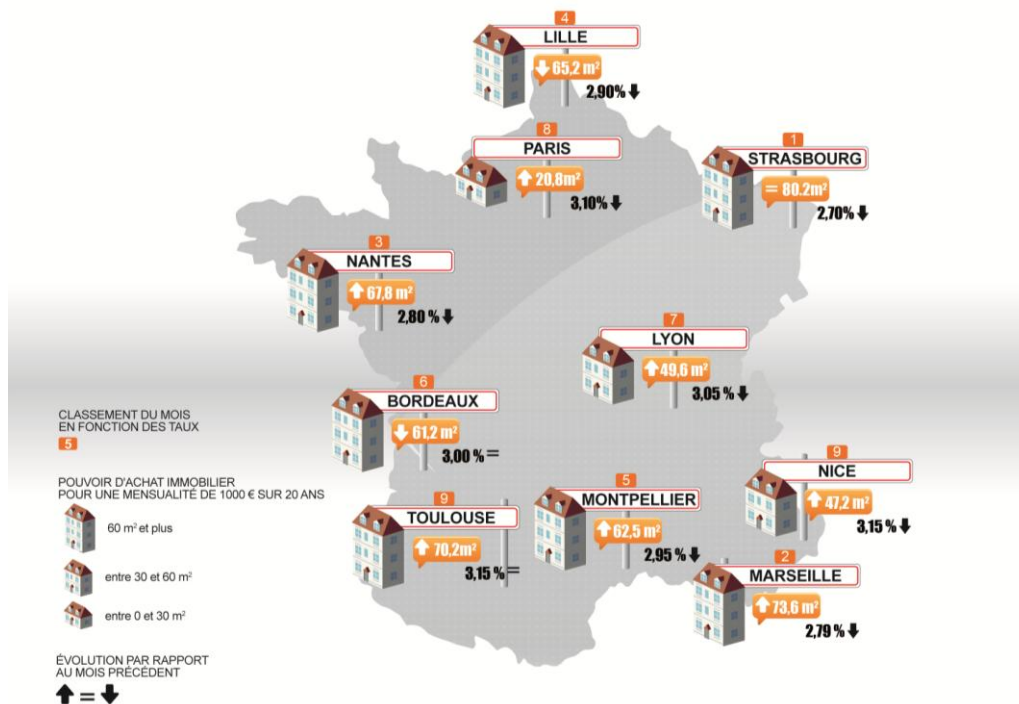 4
LILLE
⬇ 65,2 m²
2,90% ⬇
8
PARIS
⬆ 20,8m²
3,10% ⬇
1
STRASBOURG
= 80.2m²
2,70% ⬇
3
NANTES
⬆ 67,8 m²
2,80 % ⬇
7
LYON
⬆ 49,6 m²
3,05 % ⬇
6
BORDEAUX
⬇ 61,2 m²
3,00 % =
9
NICE
⬆ 47,2 m²
3,15 % ⬇
5
MONTPELLIER
⬆ 62,5 m²
2,95 % ⬇
9
TOULOUSE
⬆ 70,2m²
3,15 % =
2
MARSEILLE
⬆ 73,6 m²
2,79 % ⬇
CLASSEMENT DU MOIS
EN FONCTION DES TAUX
5
POUVOIR D'ACHAT IMMOBILIER
POUR UNE MENSUALITÉ DE 1000 € SUR 20 ANS
60 m² et plus
entre 30 et 60 m²
entre 0 et 30 m²
ÉVOLUTION PAR RAPPORT
AU MOIS PRÉCÉDENT
⬆ = ⬇